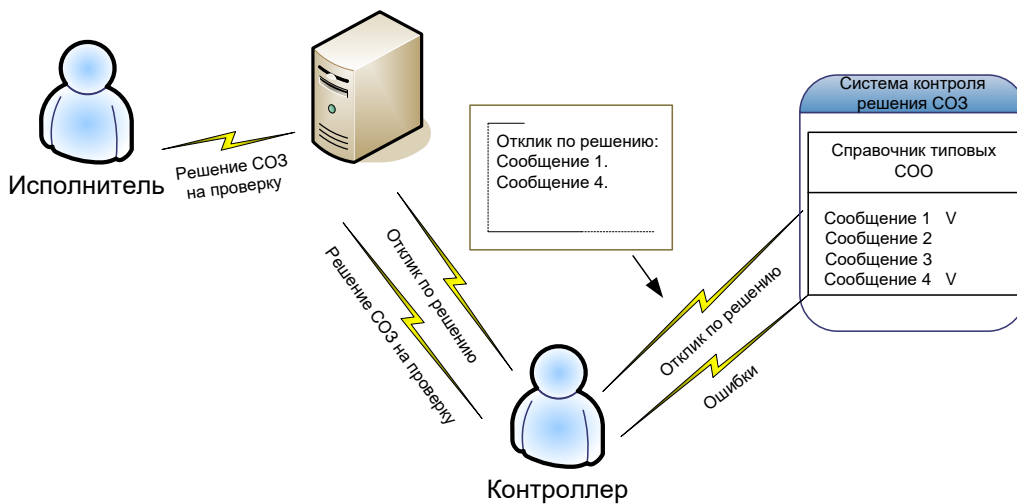 Исполнитель
Решение СОЗ
на проверку
Отклик по решению
Решение СОЗ на проверку
Отклик по решению:
Сообщение 1.
Сообщение 4.
Отклик по решению
Ошибки
Контроллер
Система контроля
решения СОЗ
Справочник типовых
СОО
Сообщение 1 V
Сообщение 2
Сообщение 3
Сообщение 4 V